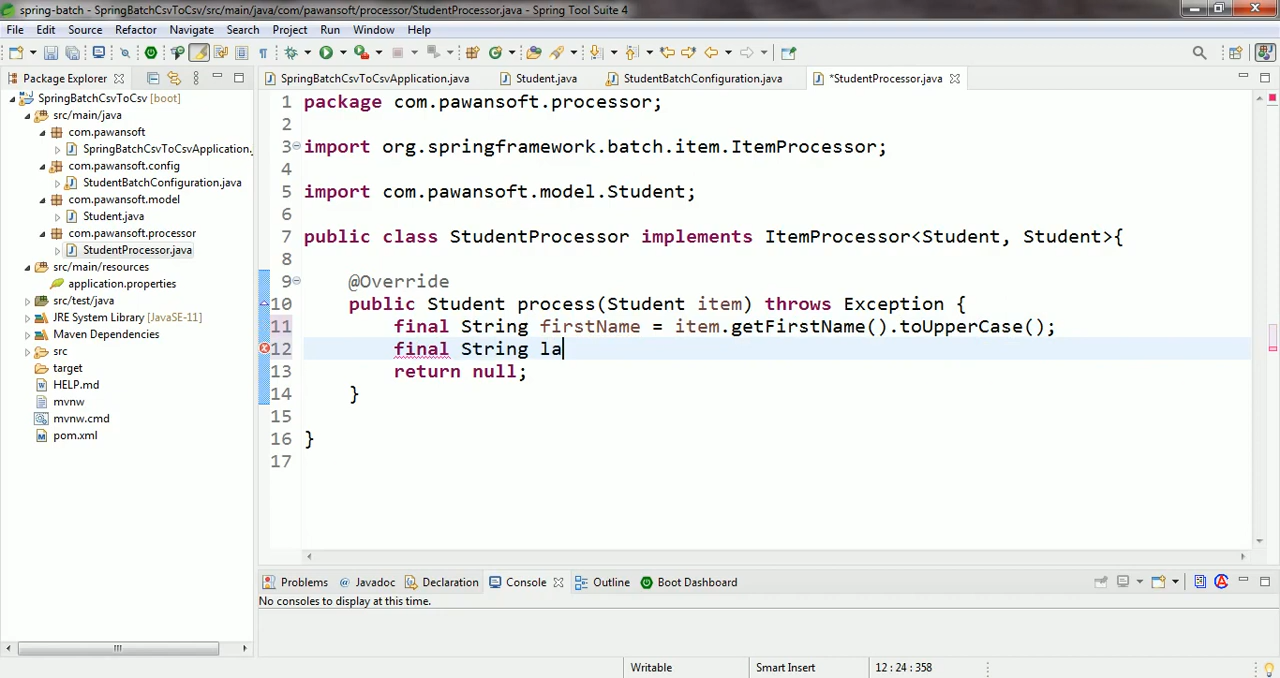 spring-batch - SpringBatchCsvToCsv/src/main/java/com/pawansoft/processor/StudentProcessor.java - Spring Tool Suite 4
File Edit Source Refactor Navigate Search Project Run Window Help
Package Explorer
SpringBatchCsvToCsvApplication.java Student.java StudentBatchConfiguration.java *StudentProcessor.java
SpringBatchCsvToCsv [boot]
src/main/java
com.pawansoft
SpringBatchCsvToCsvApplication.
com.pawansoft.config
StudentBatchConfiguration.java
com.pawansoft.model
Student.java
com.pawansoft.processor
StudentProcessor.java
src/main/resources
application.properties
src/test/java
JRE System Library [JavaSE-11]
Maven Dependencies
src
target
HELP.md
mvnw
mvnw.cmd
pom.xml
1 package com.pawansoft.processor;
2
3 import org.springframework.batch.item.ItemProcessor;
4
5 import com.pawansoft.model.Student;
6
7 public class StudentProcessor implements ItemProcessor<Student, Student>{
8
9 @Override
10 public Student process(Student item) throws Exception {
11 final String firstName = item.getFirstName().toUpperCase();
12 final String la
13 return null;
14 }
15
16 }
17
Problems Javadoc Declaration Console Outline Boot Dashboard
No consoles to display at this time.
Writable Smart Insert 12 : 24 : 358